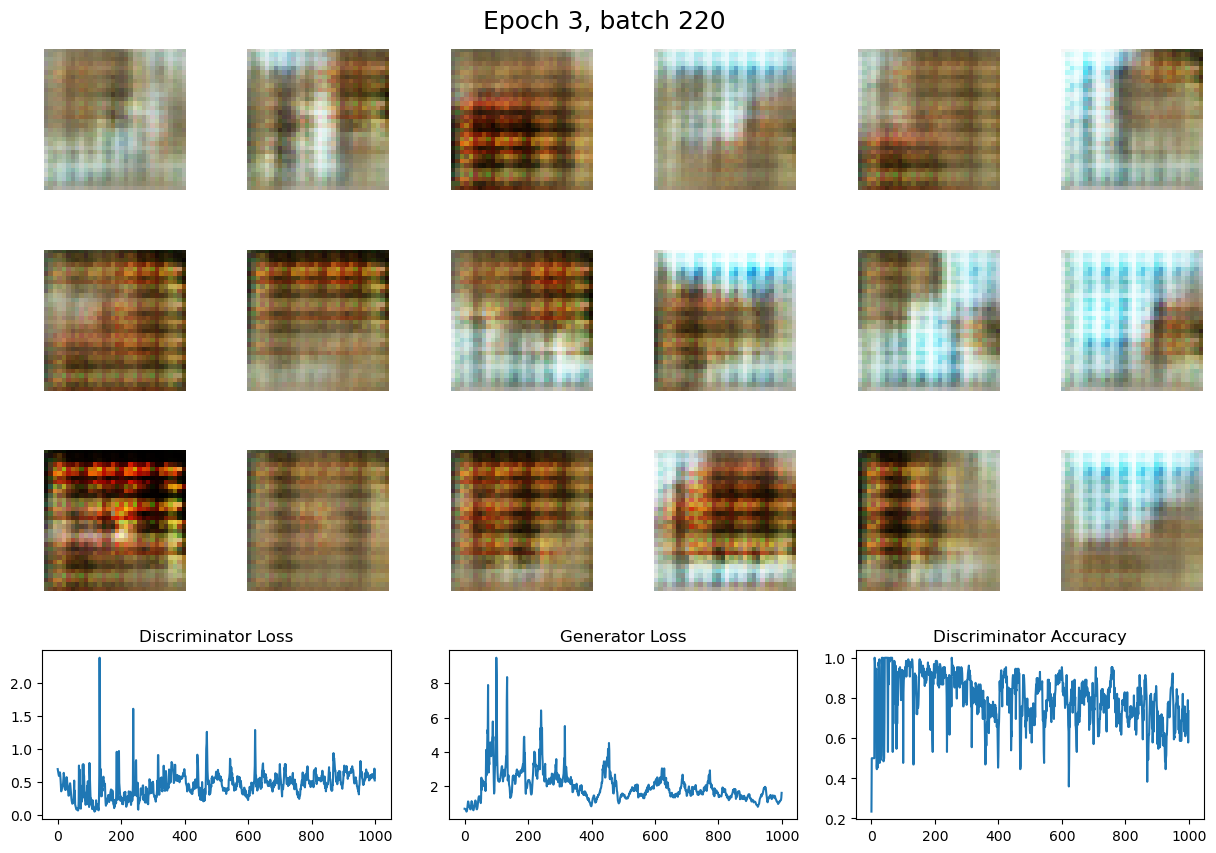 Epoch 3, batch 220
Discriminator Loss
Generator Loss
Discriminator Accuracy
2.0
1.5
1.0
0.5
0.0
0 200 400 600 800 1000
8
6
4
2
0 200 400 600 800 1000
1.0
0.8
0.6
0.4
0.2
0 200 400 600 800 1000